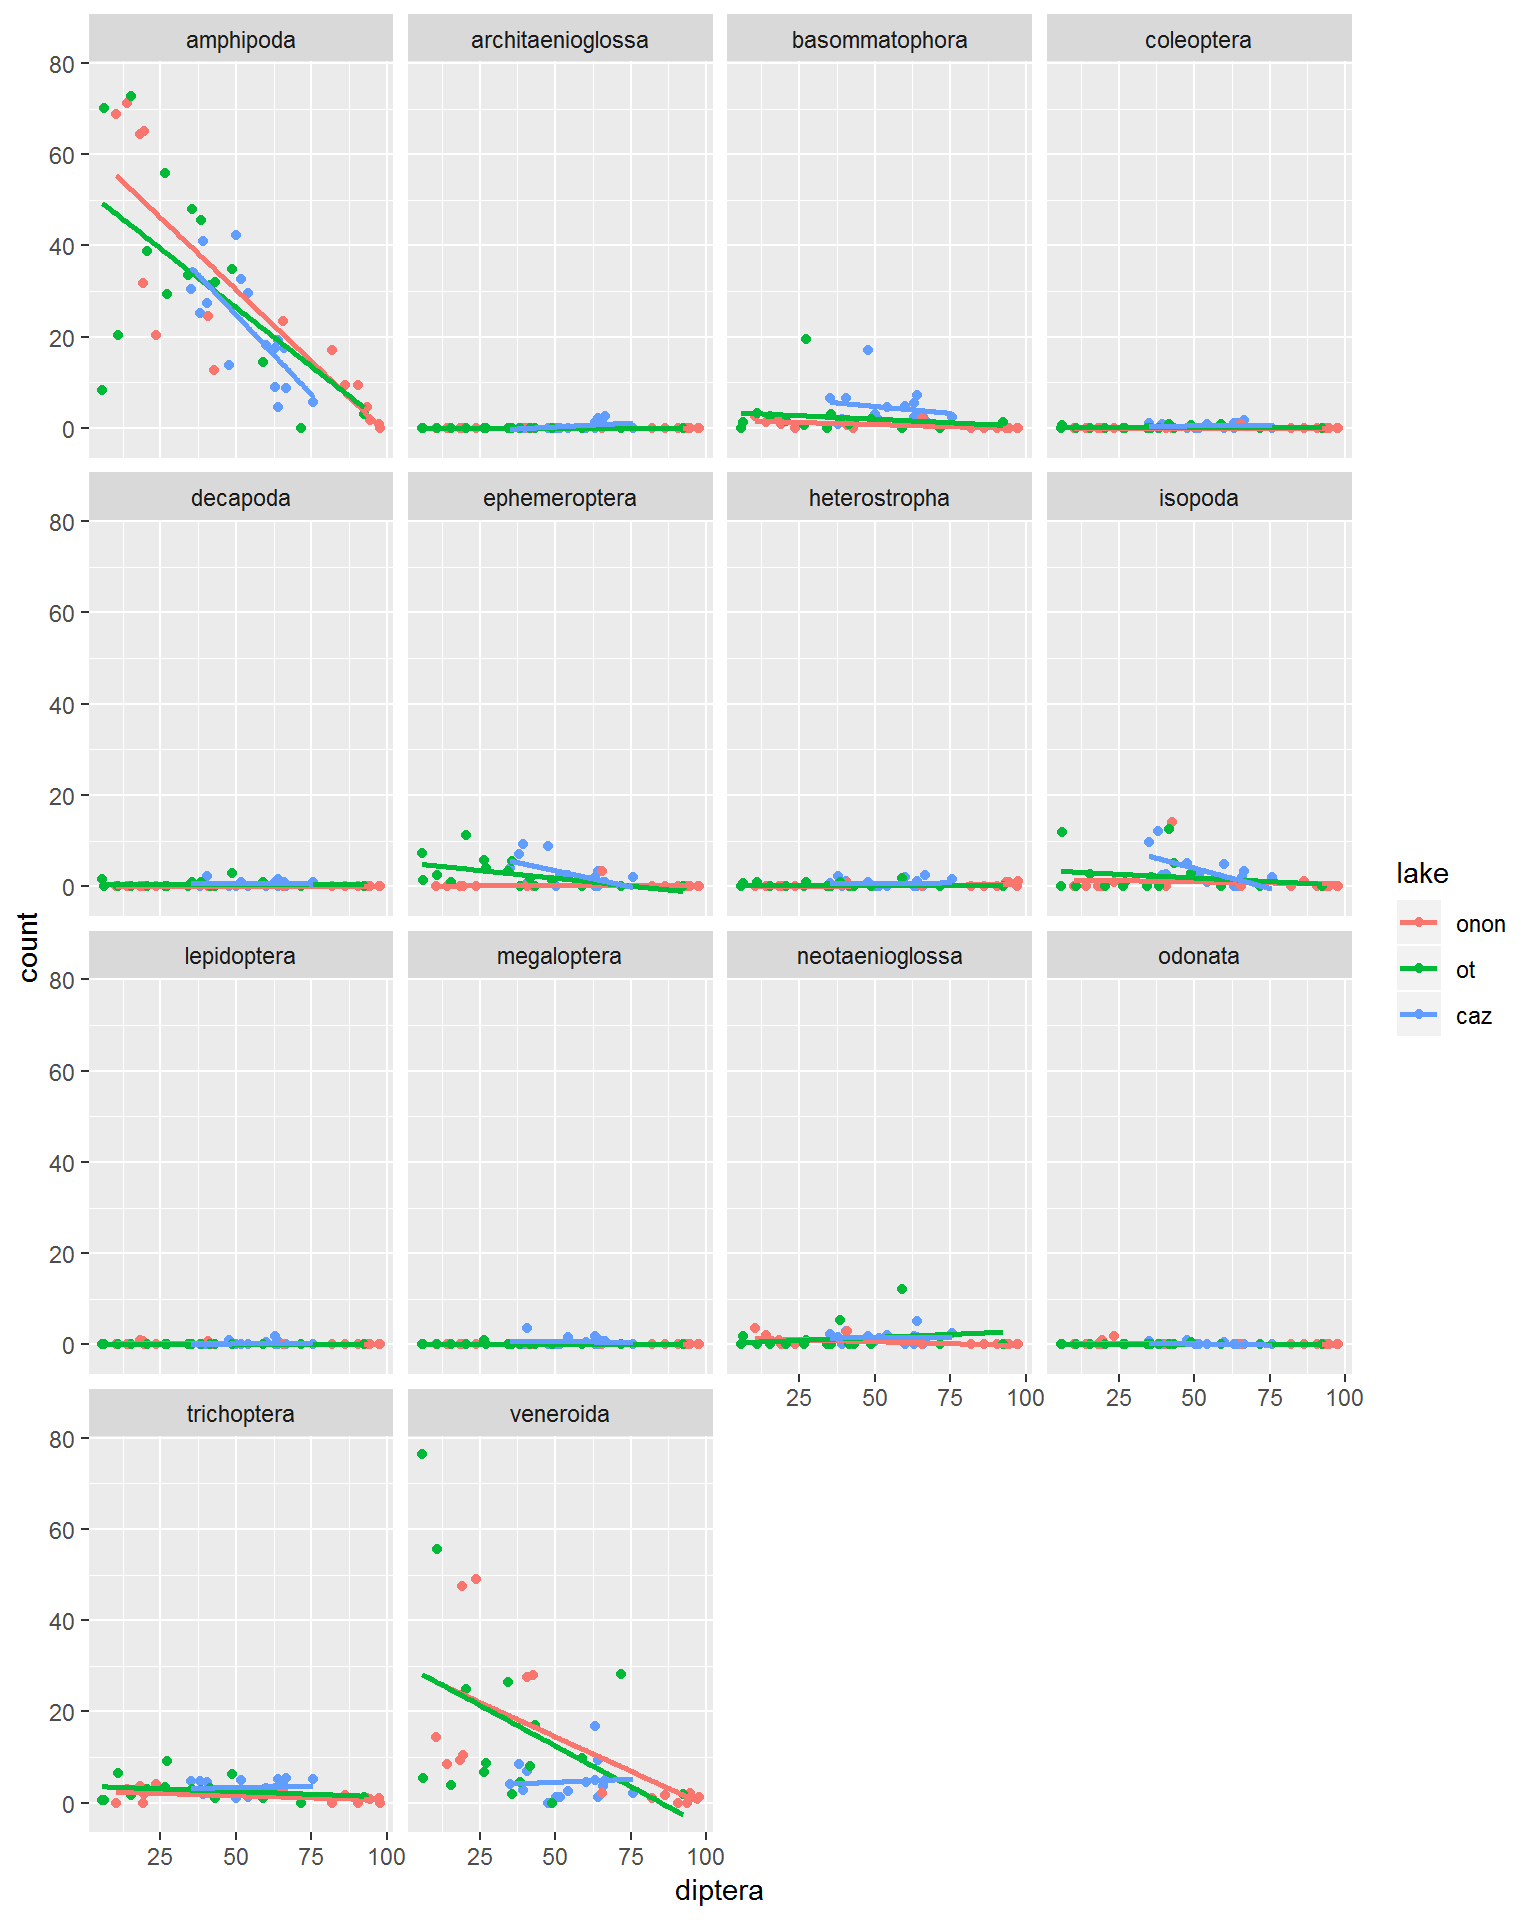 amphipoda architaenioglossa basommatophora coleoptera
80
60
40
20
0
decapoda ephemeroptera heterostropha isopoda
80
60
40
20
0
lepidoptera megaloptera neotaenioglossa odonata
80
60
40
20
0
25 50 75 100 25 50 75 100
trichoptera veneroida
80
60
40
20
0
25 50 75 100 25 50 75 100
diptera
count
lake
onon
ot
caz